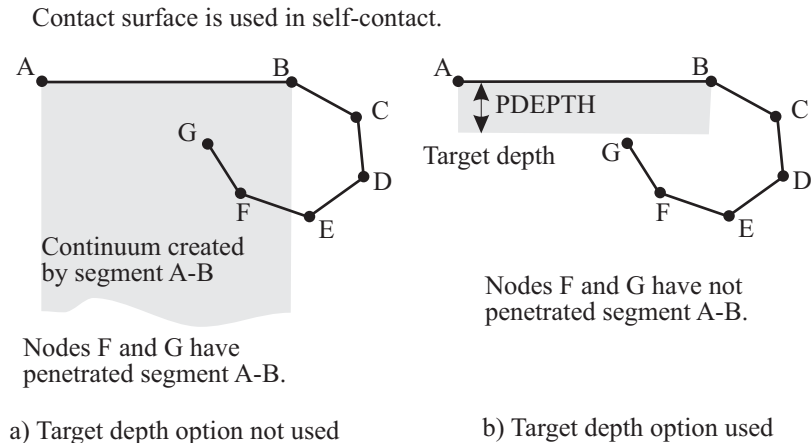 Contact surface is used in self-contact.
A
B
C
D
E
F
G
Continuum created
by segment A-B
Nodes F and G have
penetrated segment A-B.
a) Target depth option not used
A
B
C
D
E
F
G
PDEPTH
Target depth
Nodes F and G have not
penetrated segment A-B.
b) Target depth option used